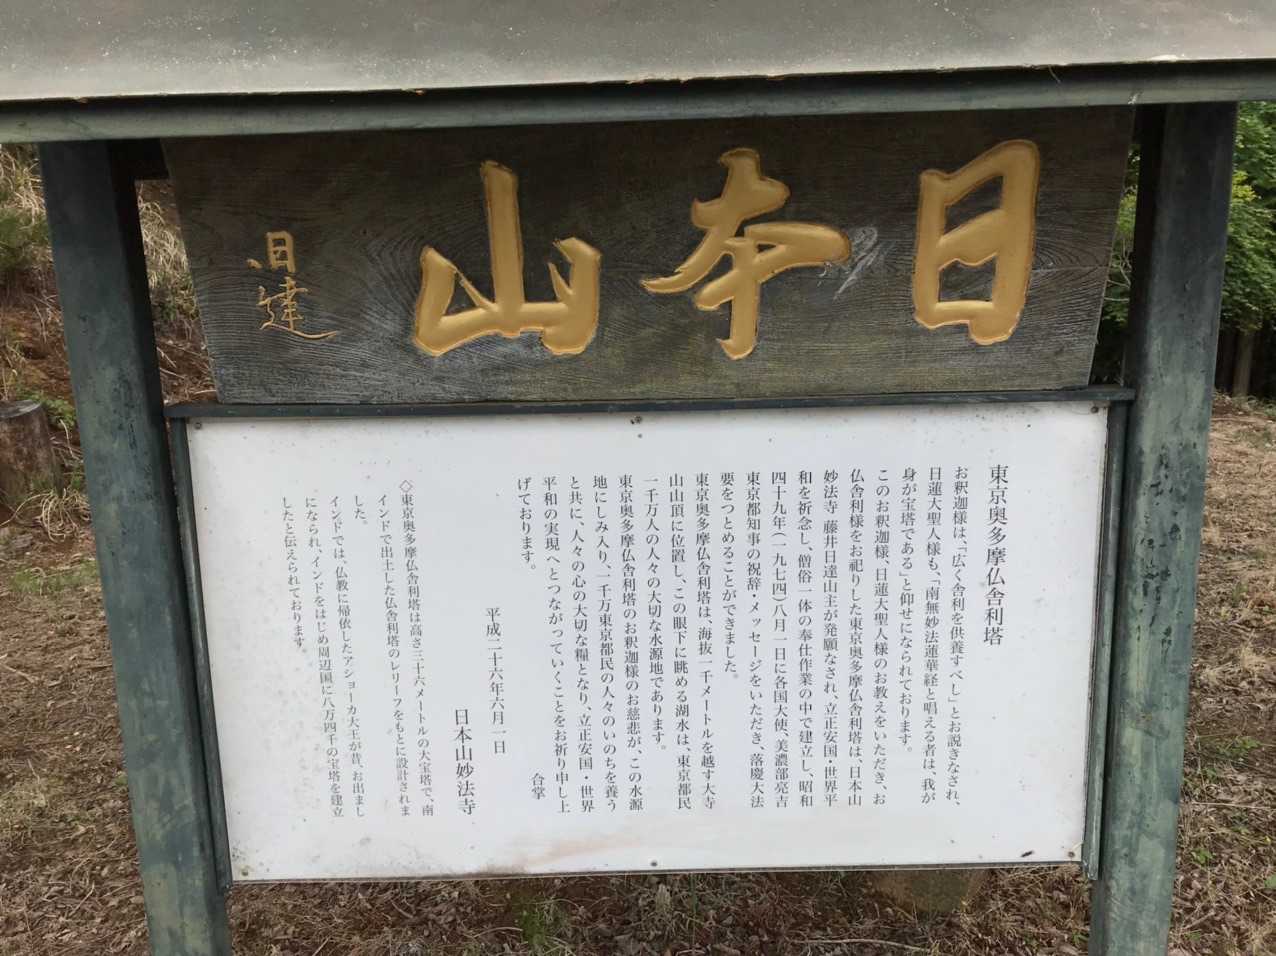 日本山
日達
東京奥多摩仏舎利塔
お釈迦様は、「広く舎利を供養すべし」とお説きなされ、
日蓮大聖人様も、「南無妙法蓮華経と唱える者は、我が
身が宝塔である」と仰せになられております。
このお釈迦様、日蓮大聖人様のお教えをいただき、お
仏舎利様をお祀りした東京奥多摩仏舎利塔は、日本山
妙法寺 藤井日達山主が発願なされ、立正安国・世界平
和を祈念し、僧俗一体の奉仕作業の中で建立し、昭和
四十九年(一九七四)八月一日に各国大使、美濃部亮吉
東京都知事の祝辞・メッセージをいただき、落慶大法
要をつとめることができました。
東京奥多摩仏舎利塔は、海抜一千メートルを越す大寺
山山頂に位置し、この眼下に眺める湖水は、東京都民
一千万人の人々の大切な水源地であります。
東京奥多摩仏舎利塔のお釈迦様のお慈悲が、この水源
地にしみ入り、一千万東京都民の人々のいのちを養う
と共に、人々の心の大切な糧となり、立正安国・世界
平和の実現へとつながっていくことをお祈り申し上
げております。
合掌
平成二十六年六月一日
日本山妙法寺
◇東京奥多摩仏舎利塔は高さ三十六メートルの大宝塔で、南
インドで出土した仏舎利塔のレリーフをもとに設計されま
した。
インドでは、仏教に帰依したアショーカ大王が昔、お出まし
になられ、インドをはじめ周辺国に八万四千の宝塔を建立
したと伝えられております。